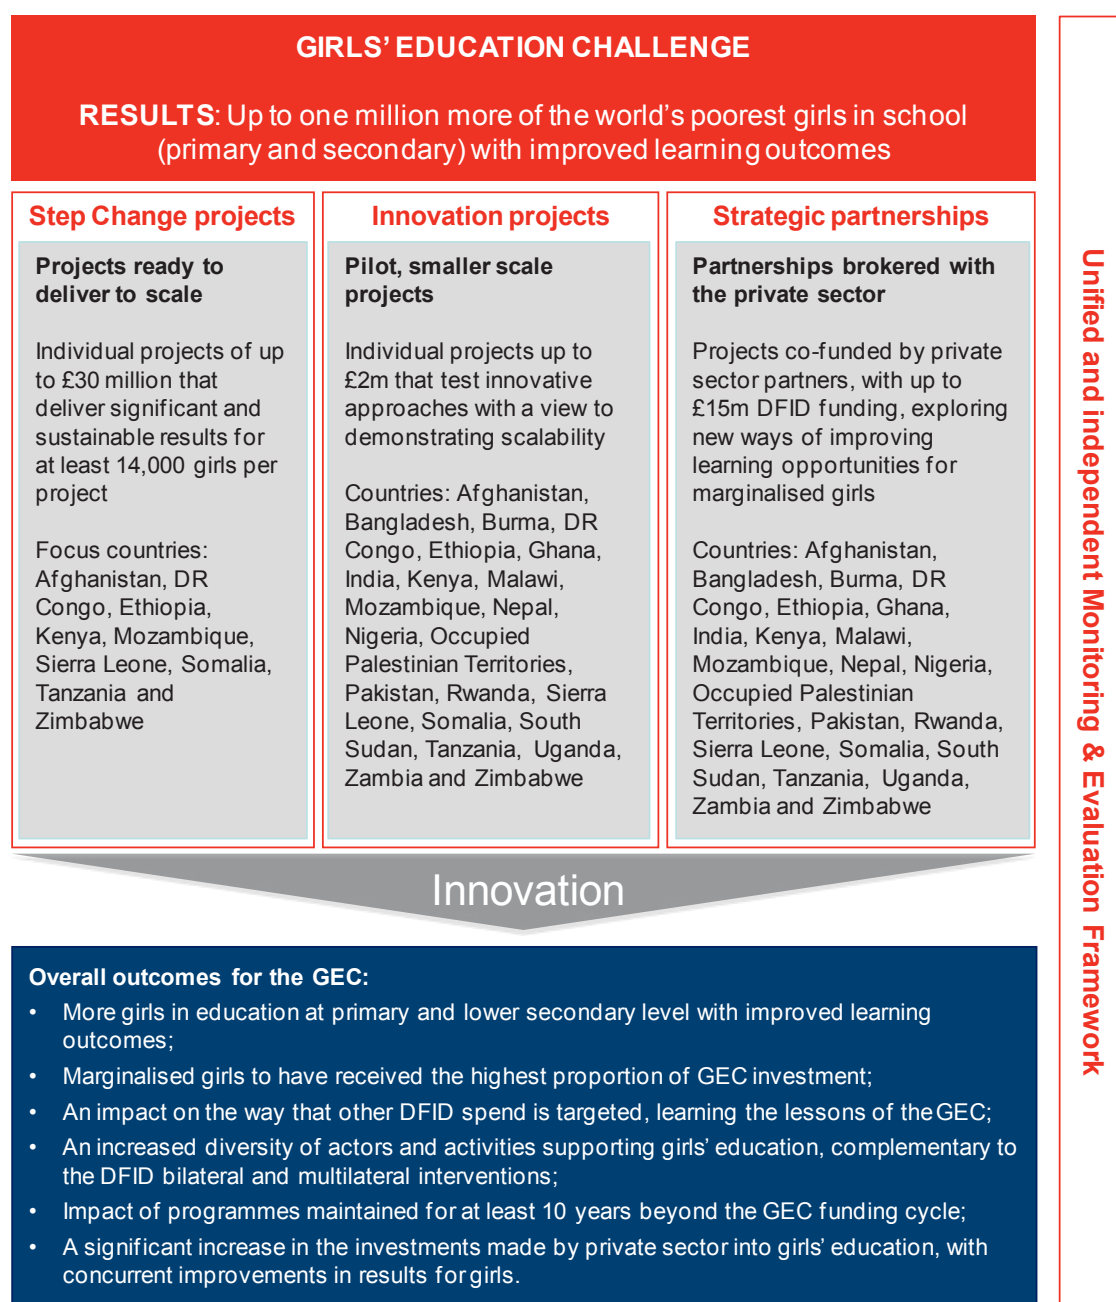 GIRLS’ EDUCATION CHALLENGE
RESULTS: Up to one million more of the world’s poorest girls in school
(primary and secondary) with improved learning outcomes
Step Change projects
Projects ready to
deliver to scale
Individual projects of up
to £30 million that
deliver significant and
sustainable results for
at least 14,000 girls per
project
Focus countries:
Afghanistan, DR
Congo, Ethiopia,
Kenya, Mozambique,
Sierra Leone, Somalia,
Tanzania and
Zimbabwe
Innovation projects
Pilot, smaller scale
projects
Individual projects up to
£2m that test innovative
approaches with a view to
demonstrating scalability
Countries: Afghanistan,
Bangladesh, Burma, DR
Congo, Ethiopia, Ghana,
India, Kenya, Malawi,
Mozambique, Nepal,
Nigeria, Occupied
Palestinian Territories,
Pakistan, Rwanda, Sierra
Leone, Somalia, South
Sudan, Tanzania, Uganda,
Zambia and Zimbabwe
Strategic partnerships
Partnerships brokered with
the private sector
Projects co-funded by private
sector partners, with up to
£15m DFID funding, exploring
new ways of improving
learning opportunities for
marginalised girls
Countries: Afghanistan,
Bangladesh, Burma, DR
Congo, Ethiopia, Ghana,
India, Kenya, Malawi,
Mozambique, Nepal, Nigeria,
Occupied Palestinian
Territories, Pakistan, Rwanda,
Sierra Leone, Somalia, South
Sudan, Tanzania, Uganda,
Zambia and Zimbabwe
Innovation
Overall outcomes for the GEC:
• More girls in education at primary and lower secondary level with improved learning
outcomes;
• Marginalised girls to have received the highest proportion of GEC investment;
• An impact on the way that other DFID spend is targeted, learning the lessons of the GEC;
• An increased diversity of actors and activities supporting girls’ education, complementary to
the DFID bilateral and multilateral interventions;
• Impact of programmes maintained for at least 10 years beyond the GEC funding cycle;
• A significant increase in the investments made by private sector into girls’ education, with
concurrent improvements in results for girls.
Unified and independent Monitoring & Evaluation Framework